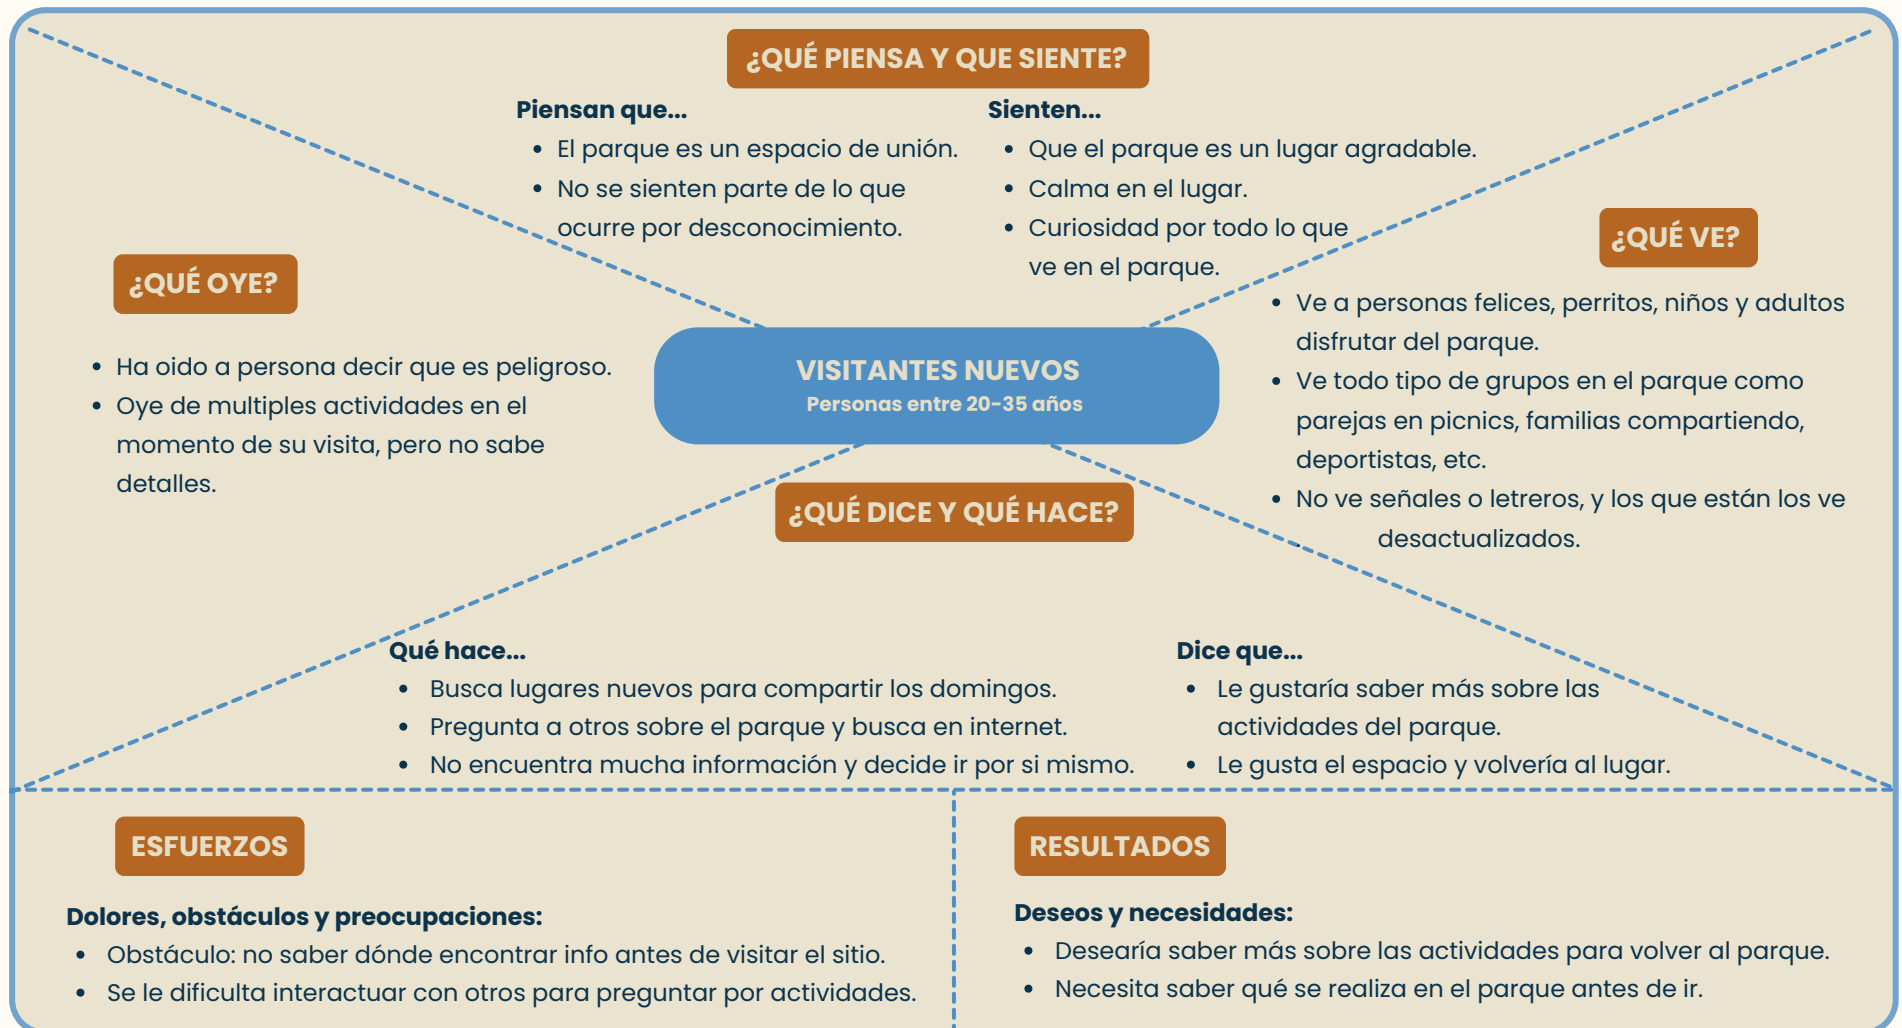 ¿QUÉ PIENSA Y QUE SIENTE?
Piensan que...
• El parque es un espacio de unión.
• No se sienten parte de lo que
ocurre por desconocimiento.
Sienten...
• Que el parque es un lugar agradable.
• Calma en el lugar.
• Curiosidad por todo lo que
ve en el parque.
¿QUÉ OYE?
• Ha oido a persona decir que es peligroso.
• Oye de multiples actividades en el
momento de su visita, pero no sabe
detalles.
VISITANTES NUEVOS
Personas entre 20-35 años
¿QUÉ VE?
• Ve a personas felices, perritos, niños y adultos
disfrutar del parque.
• Ve todo tipo de grupos en el parque como
parejas en picnics, familias compartiendo,
deportistas, etc.
• No ve señales o letreros, y los que están los ve
desactualizados.
¿QUÉ DICE Y QUÉ HACE?
Qué hace...
• Busca lugares nuevos para compartir los domingos.
• Pregunta a otros sobre el parque y busca en internet.
• No encuentra mucha información y decide ir por si mismo.
Dice que...
• Le gustaría saber más sobre las
actividades del parque.
• Le gusta el espacio y volvería al lugar.
ESFUERZOS
Dolores, obstáculos y preocupaciones:
• Obstáculo: no saber dónde encontrar info antes de visitar el sitio.
• Se le dificulta interactuar con otros para preguntar por actividades.
RESULTADOS
Deseos y necesidades:
• Desearía saber más sobre las actividades para volver al parque.
• Necesita saber qué se realiza en el parque antes de ir.